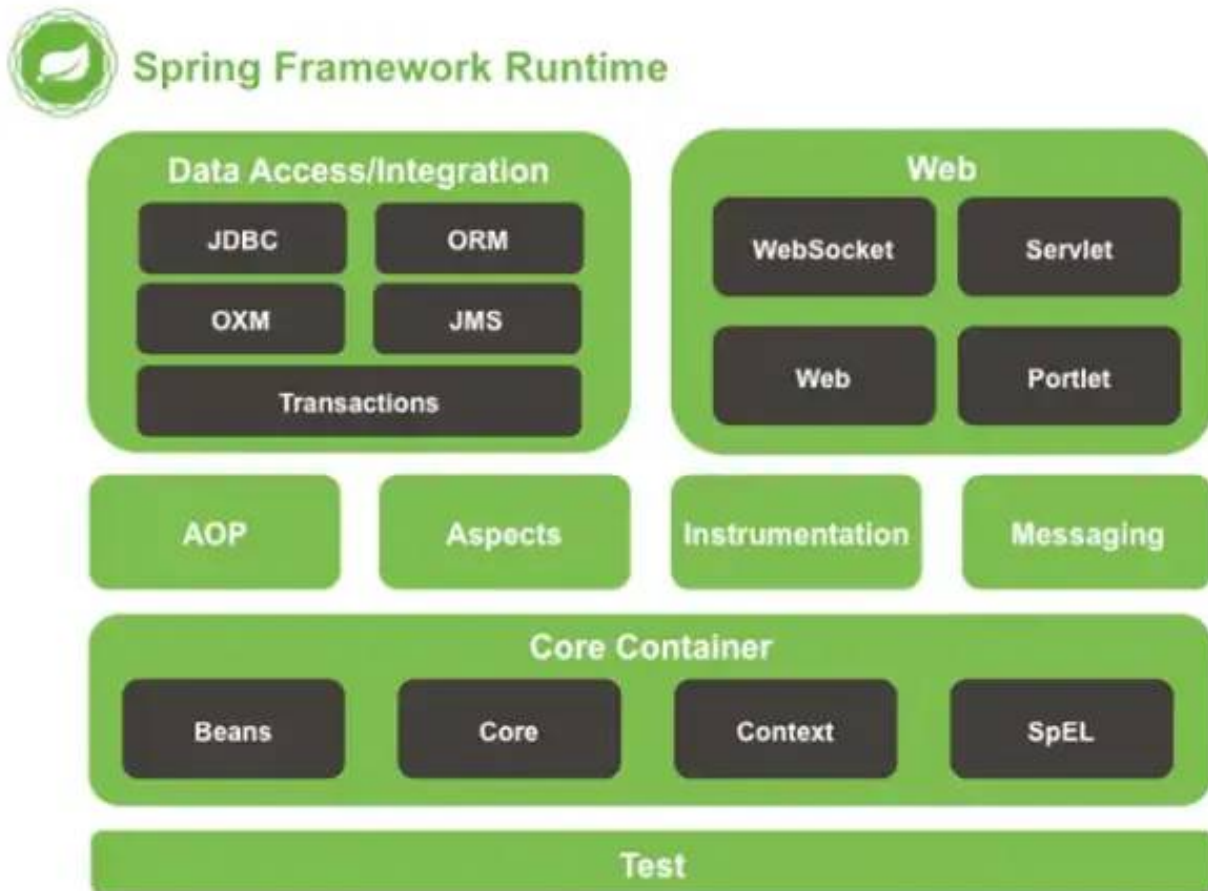 Spring Framework Runtime
Data Access/Integration
JDBC
ORM
OXM
JMS
Transactions
Web
WebSocket
Servlet
Web
Portlet
AOP
Aspects
Instrumentation
Messaging
Core Container
Beans
Core
Context
SpEL
Test